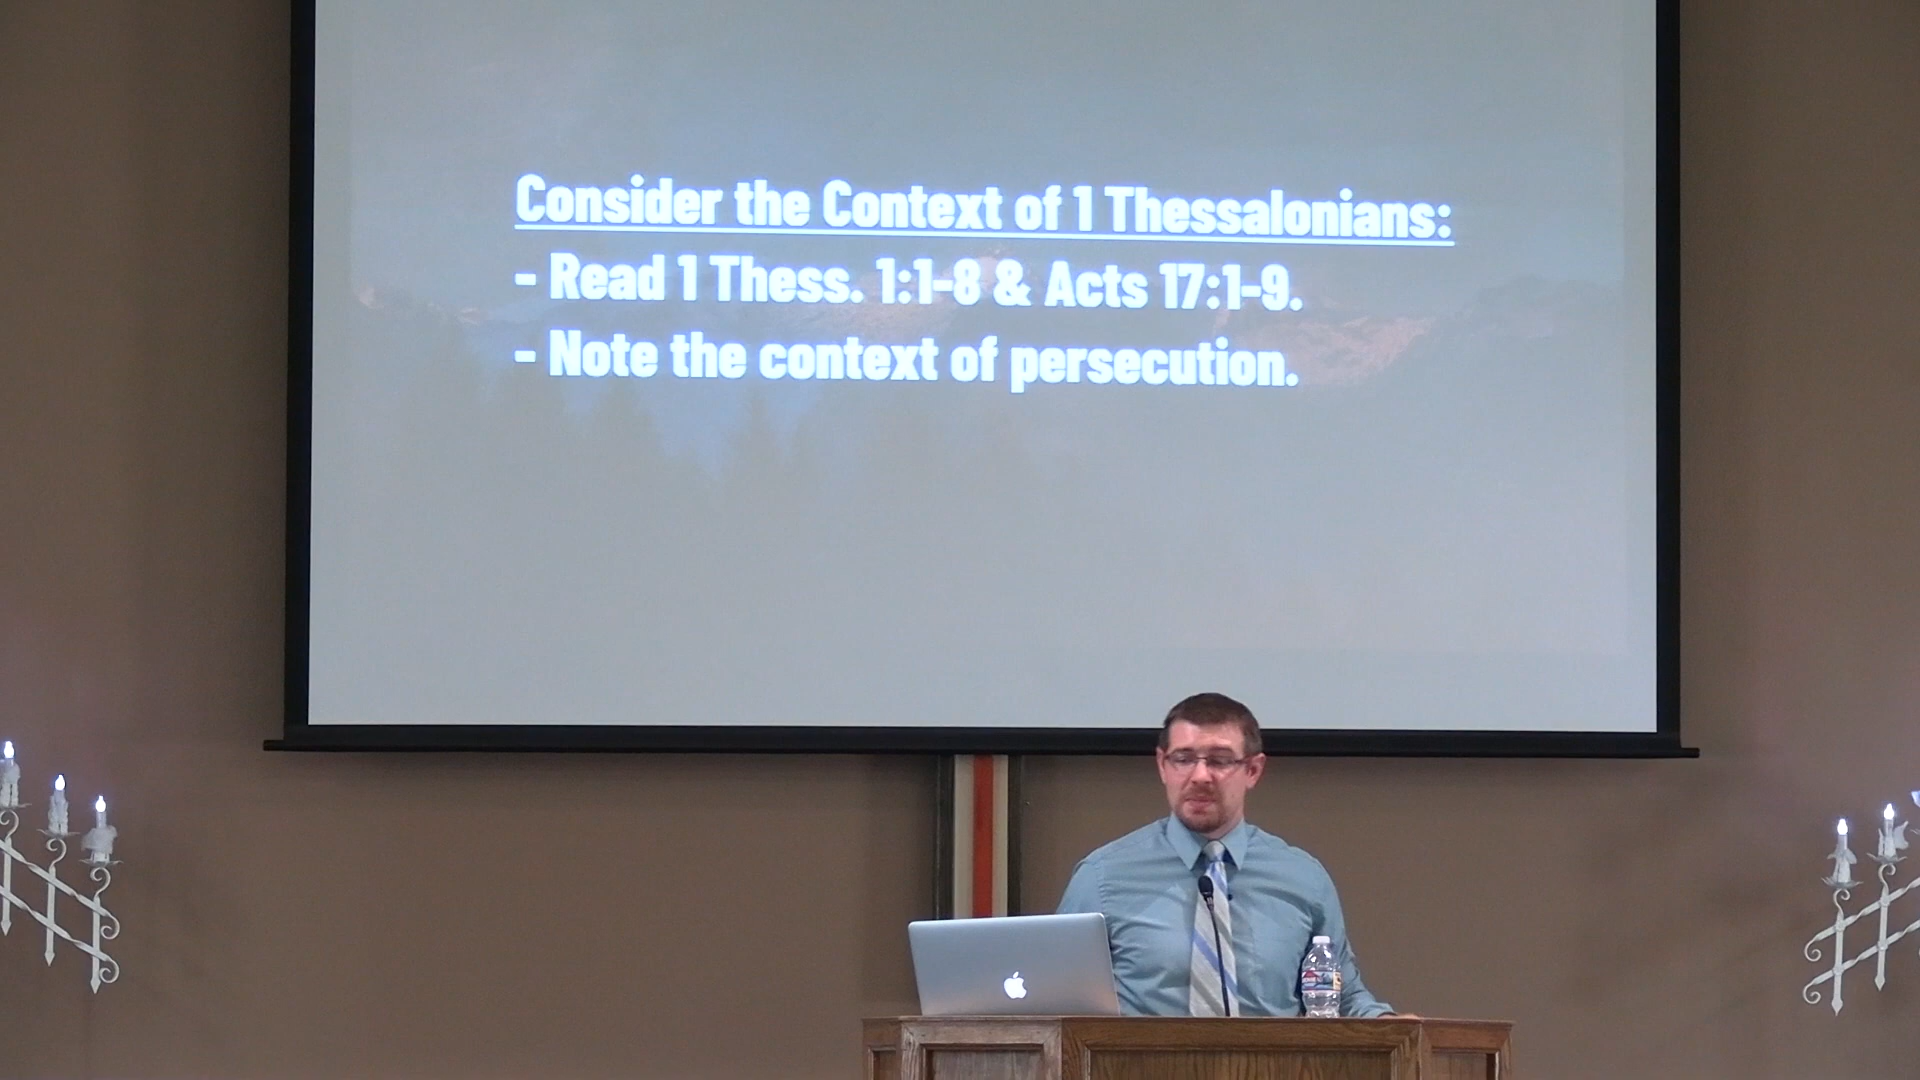 Consider the Context of 1 Thessalonians:
- Read 1 Thess. 1:1-8 & Acts 17:1-9.
- Note the context of persecution.